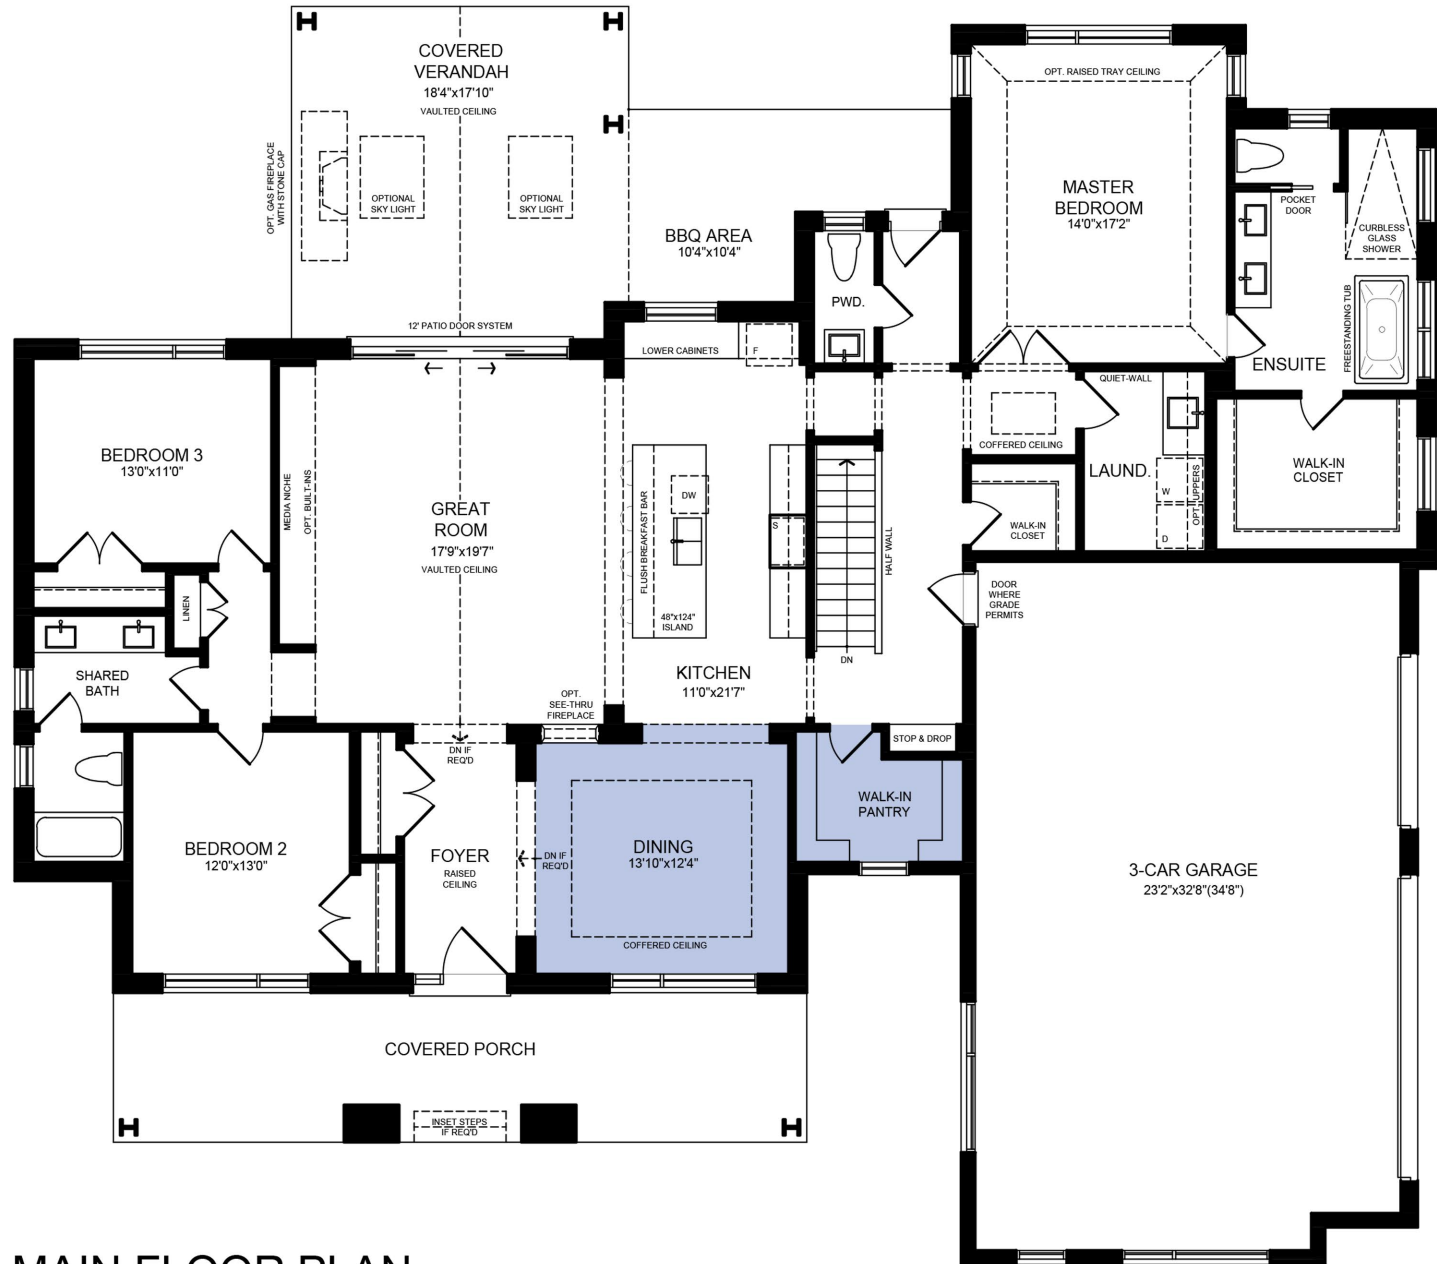 COVERED
VERANDAH
18'4"x17'10"
VAULTED CEILING
OPT. GAS FIREPLACE
WITH STONE CAP
OPTIONAL
SKY LIGHT
OPTIONAL
SKY LIGHT
12' PATIO DOOR SYSTEM
BBQ AREA
10'4"x10'4"
OPT. RAISED TRAY CEILING
MASTER
BEDROOM
14'0"x17'2"
POCKET
DOOR
CURBLESS
GLASS
SHOWER
FREESTANDING TUB
ENSUITE
PWD.
LOWER CABINETS
F
QUIET-WALL
COFFERED CEILING
LAUND.
W
D
OPT. UPPERS
WALK-IN
CLOSET
WALK-IN
CLOSET
BEDROOM 3
13'0"x11'0"
MEDIA NICHE
OPT. BUILT-INS
GREAT
ROOM
17'9"x19'7"
VAULTED CEILING
FLUSH BREAKFAST BAR
DW
S
48"x124"
ISLAND
HALF WALL
DN
KITCHEN
11'0"x21'7"
DOOR
WHERE
GRADE
PERMITS
LINEN
SHARED
BATH
OPT.
SEE-THRU
FIREPLACE
DN IF
REQ'D
STOP & DROP
WALK-IN
PANTRY
BEDROOM 2
12'0"x13'0"
FOYER
RAISED
CEILING
DN IF
REQ'D
DINING
13'10"x12'4"
COFFERED CEILING
3-CAR GARAGE
23'2"x32'8"(34'8")
COVERED PORCH
INSET STEPS
IF REQ'D
MAIN FLOOR PLAN